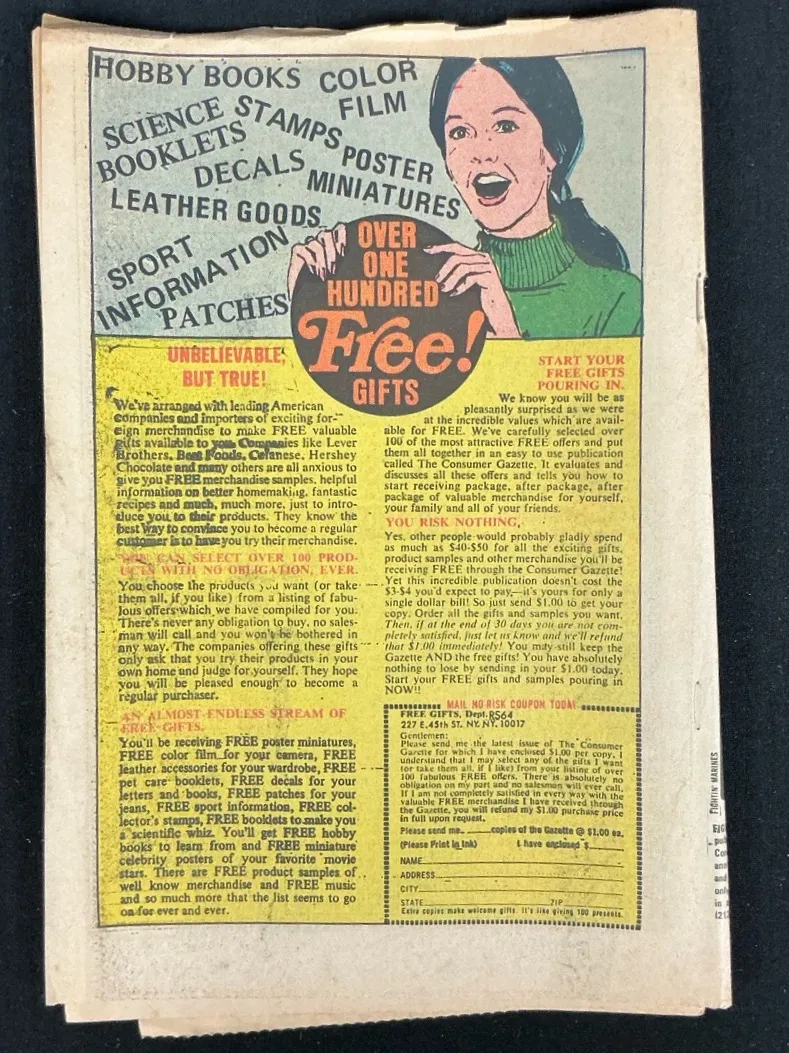 HOBBY BOOKS
COLOR
FILM
SCIENCE
BOOKLETS
STAMPS
DECALS
POSTER
MINIATURES
LEATHER GOODS
SPORT
INFORMATION
PATCHES
OVER
ONE
HUNDRED
Free!
GIFTS
UNBELIEVABLE,
BUT TRUE!
We've arranged with leading American
companies and importers of exciting for-
eign merchandise to make FREE valuable
gifts available to you. Companies like Lever
Brothers, Best Foods, Celanese, Hershey
Chocolate and many others are all anxious to
give you FREE merchandise samples, helpful
information on better homemaking, fantastic
recipes and much, much more, just to intro-
duce you to their products. They know the
best way to convince you to become a regular
customer is to have you try their merchandise.
YOU CAN SELECT OVER 100 PROD-
UCTS WITH NO OBLIGATION, EVER.
You choose the products you want (or take
them all, if you like) from a listing of fabu-
lous offers which we have compiled for you.
There's never any obligation to buy, no sales-
man will call and you won't be bothered in
any way. The companies offering these gifts
only ask that you try their products in your
own home and judge for yourself. They hope
you will be pleased enough to become a
regular purchaser.
AN ALMOST ENDLESS STREAM OF
FREE GIFTS.
You'll be receiving FREE poster miniatures,
FREE color film for your camera, FREE
leather accessories for your wardrobe, FREE
pet care booklets, FREE decals for your
letters and books, FREE patches for your
jeans, FREE sport information, FREE col-
lector's stamps, FREE booklets to make you
a scientific whiz. You'll get FREE hobby
books to learn from and FREE miniature
celebrity posters of your favorite movie
stars. There are FREE product samples of
well know merchandise and FREE music
and so much more that the list seems to go
on for ever and ever.
START YOUR
FREE GIFTS
POURING IN.
We know you will be as
pleasantly surprised as we were
at the incredible values which are avail-
able for FREE. We've carefully selected over
100 of the most attractive FREE offers and put
them all together in an easy to use publication
called The Consumer Gazette. It evaluates and
discusses all these offers and tells you how to
start receiving package, after package, after
package of valuable merchandise for yourself,
your family and all of your friends.
YOU RISK NOTHING,
Yes, other people would probably gladly spend
as much as $40-$50 for all the exciting gifts,
product samples and other merchandise you'll be
receiving FREE through the Consumer Gazette!
Yet this incredible publication doesn't cost the
$3-$4 you'd expect to pay,—it's yours for only a
single dollar bill! So just send $1.00 to get your
copy. Order all the gifts and samples you want.
Then, if at the end of 30 days you are not com-
pletely satisfied, just let us know and we'll refund
that $1.00 immediately! You may still keep the
Gazette AND the free gifts! You have absolutely
nothing to lose by sending in your $1.00 today.
Start your FREE gifts and samples pouring in
NOW!!
MAIL NO RISK COUPON TODAY
FREE GIFTS, Dept. RS64
227 E. 45th ST. NY. NY. 10017
Gentlemen:
Please send me the latest issue of The Consumer
Gazette for which I have enclosed $1.00 per copy. I
understand that I may select any of the gifts I want
(or take them all, if I like) from your listing of over
100 fabulous FREE offers. There is absolutely no
obligation on my part and no salesmen will ever call.
If I am not completely satisfied in every way with the
valuable FREE merchandise I have received through
the Gazette, you will refund my $1.00 purchase price
in full upon request.
Please send me.____copies of the Gazette @ $1.00 ea.
(Please Print in Ink) I have enclosed $____
NAME____
ADDRESS____
CITY____
STATE____ZIP____
Extra copies make welcome gifts. It's like giving 100 presents.
FIGHTIN' MARINES